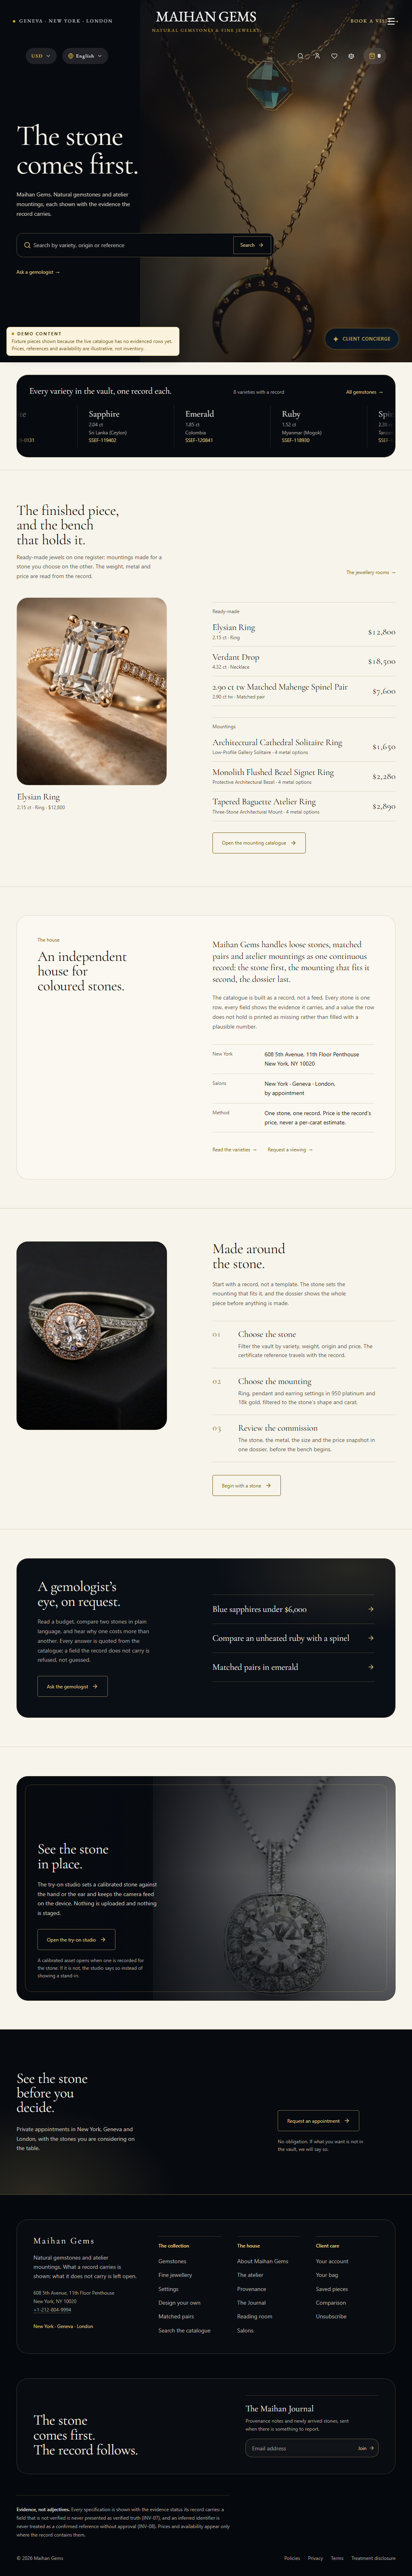 GENEVA · NEW YORK · LONDON
MAIHAN GEMS
NATURAL GEMSTONES & FINE JEWELRY
USD
English
0
The stone
comes first.
Maihan Gems. Natural gemstones and atelier
mountings, each shown with the evidence the
record carries.
Search by variety, origin or reference
Search →
Ask a gemologist →
DEMO CONTENT
Fixture pieces shown because the live catalogue has no evidenced rows yet.
Prices, references and availability are illustrative, not inventory.
CLIENT CONCIERGE
Every variety in the vault, one record each.
8 varieties with a record
All gemstones →
Sapphire
2.04 ct
Sri Lanka (Ceylon)
SSEF-119402
Emerald
1.85 ct
Colombia
SSEF-120841
Ruby
1.52 ct
Myanmar (Mogok)
SSEF-118930
The finished piece,
and the bench
that holds it.
Ready-made jewels on one register; mountings made for a
stone you choose on the other. The weight, metal and
price are read from the record.
The jewellery rooms →
Elysian Ring
2.15 ct · Ring · $12,800
Ready-made
Elysian Ring
2.15 ct · Ring
$12,800
Verdant Drop
4.32 ct · Necklace
$18,500
2.90 ct tw Matched Mahenge Spinel Pair
2.90 ct tw · Matched pair
$7,600
Mountings
Architectural Cathedral Solitaire Ring
Low-Profile Gallery Solitaire · 4 metal options
$1,650
Monolith Flushed Bezel Signet Ring
Protective Architectural Bezel · 4 metal options
$2,280
Tapered Baguette Atelier Ring
Three-Stone Architectural Mount · 4 metal options
$2,890
Open the mounting catalogue →
The house
An independent
house for
coloured stones.
Maihan Gems handles loose stones, matched
pairs and atelier mountings as one continuous
record: the stone first, the mounting that fits it
second, the dossier last.
The catalogue is built as a record, not a feed. Every stone is one
row, every field shows the evidence it carries, and a value the row
does not hold is printed as missing rather than filled with a
plausible number.
New York
608 5th Avenue, 11th Floor Penthouse
New York, NY 10020
Salons
New York · Geneva · London,
by appointment
Method
One stone, one record. Price is the record's
price, never a per-carat estimate.
Read the varieties →
Request a viewing →
Made around
the stone.
Start with a record, not a template. The stone sets the
mounting that fits it, and the dossier shows the whole
piece before anything is made.
01
Choose the stone
Filter the vault by variety, weight, origin and price. The
certificate reference travels with the record.
02
Choose the mounting
Ring, pendant and earring settings in 950 platinum and
18k gold, filtered to the stone's shape and carat.
03
Review the commission
The stone, the metal, the size and the price snapshot in
one dossier, before the bench begins.
Begin with a stone →
A gemologist's
eye, on request.
Read a budget, compare two stones in plain
language, and hear why one costs more than
another. Every answer is quoted from the
catalogue; a field the record does not carry is
refused, not guessed.
Ask the gemologist →
Blue sapphires under $6,000 →
Compare an unheated ruby with a spinel →
Matched pairs in emerald →
See the stone
in place.
The try-on studio sets a calibrated stone against
the hand or the ear and keeps the camera feed
on the device. Nothing is uploaded and nothing
is staged.
Open the try-on studio →
A calibrated asset opens when one is recorded for
the stone. If it is not, the studio says so instead of
showing a stand-in.
See the stone
before you
decide.
Private appointments in New York, Geneva and
London, with the stones you are considering on
the table.
Request an appointment →
No obligation. If what you want is not in
the vault, we will say so.
Maihan Gems
Natural gemstones and atelier
mountings. What a record carries is
shown; what it does not carry is left open.
608 5th Avenue, 11th Floor Penthouse
New York, NY 10020
+1-212-804-9994
New York · Geneva · London
The collection
Gemstones
Fine jewellery
Settings
Design your own
Matched pairs
Search the catalogue
The house
About Maihan Gems
The atelier
Provenance
The Journal
Reading room
Salons
Client care
Your account
Your bag
Saved pieces
Comparison
Unsubscribe
The stone
comes first.
The record follows.
The Maihan Journal
Provenance notes and newly arrived stones, sent
when there is something to report.
Email address
Join →
Evidence, not adjectives. Every specification is shown with the evidence status its record carries: a
field that is not verified is never presented as verified truth (INV-07), and an inferred identity is
never treated as a confirmed reference without approval (INV-08). Prices and availability appear only
where the record contains them.
© 2026 Maihan Gems
Policies
Privacy
Terms
Treatment disclosure